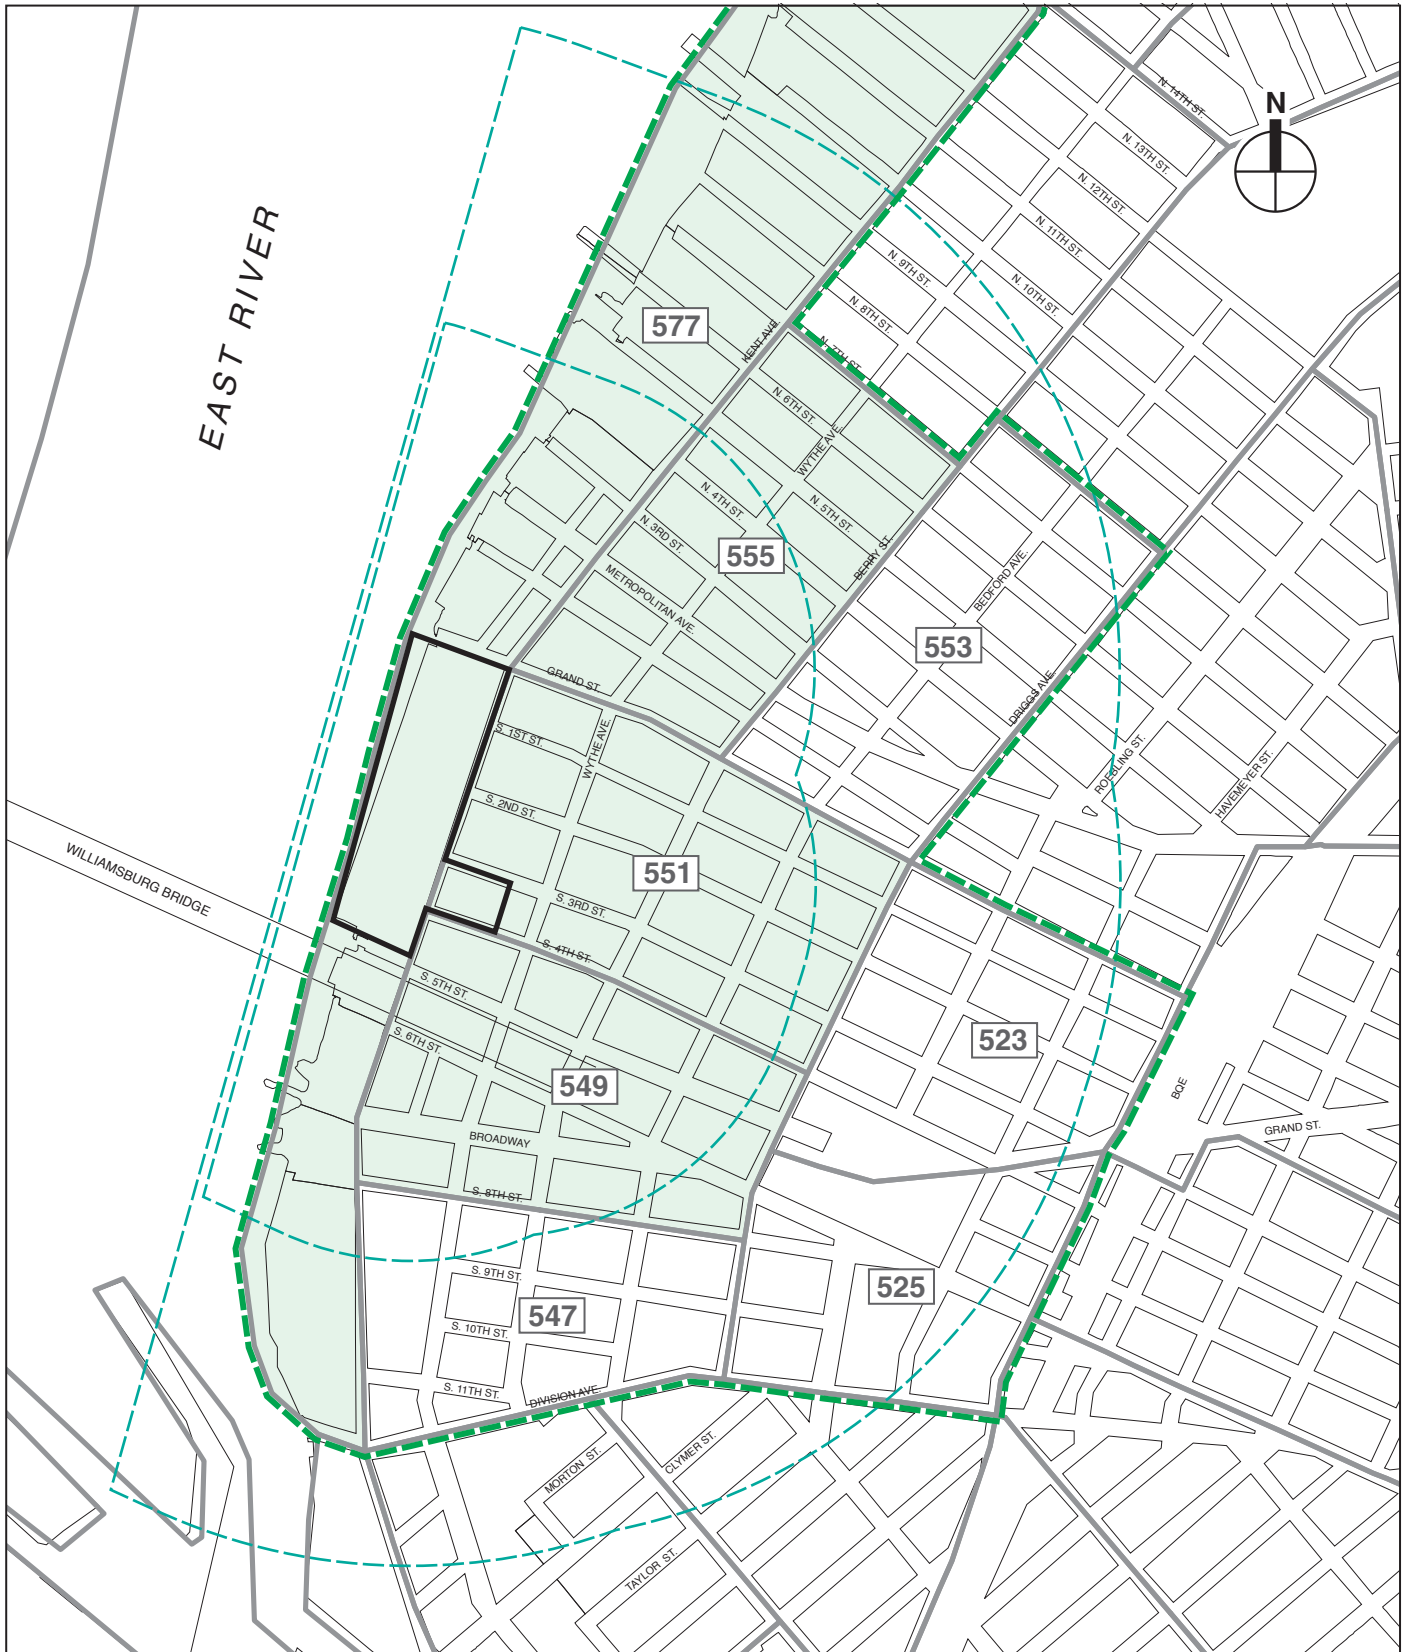 N. 14TH ST.
N
N. 13TH ST.
N. 12TH ST.
N. 11TH ST.
EAST RIVER
N. 9TH ST.
N. 10TH ST.
N. 8TH ST.
577
KENT AVE.
N. 7TH ST.
N. 6TH ST.
WYTHE AVE.
N. 4TH ST.
N. 5TH ST.
N. 3RD ST.
555
BERRY ST.
METROPOLITAN AVE.
BEDFORD AVE.
553
GRAND ST.
DRIGGS AVE.
S. 1ST ST.
WYTHE AVE.
ROEBLING ST.
HAVEMEYER ST.
S. 2ND ST.
WILLIAMSBURG BRIDGE
551
S. 3RD ST.
S. 4TH ST.
S. 5TH ST.
S. 6TH ST.
523
549
BQE
BROADWAY
GRAND ST.
S. 8TH ST.
S. 9TH ST.
525
547
S. 10TH ST.
S. 11TH ST.
DIVISION AVE.
MORTON ST.
CLYMER ST.
TAYLOR ST.